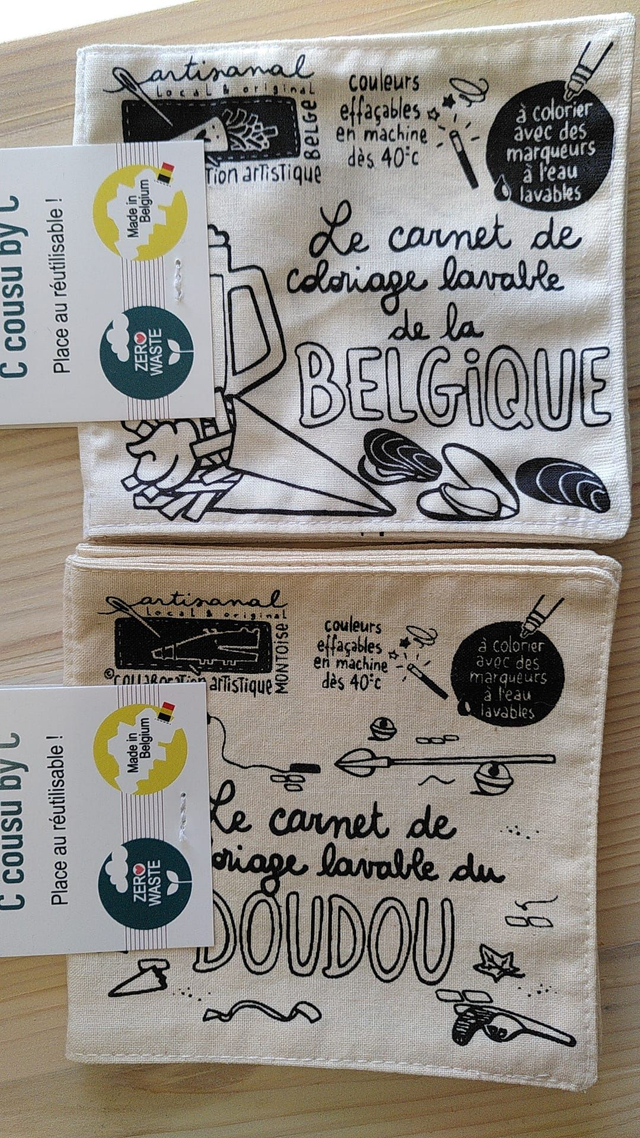 artisanal
local & original
BELGE
tion artistique
couleurs
effaçables
en machine
dès 40°c
à colorier
avec des
marqueurs
à l'eau
lavables
Le carnet de
coloriage lavable
de la
BELGiQUE
C cousu by C
Place au réutilisable !
Made in
Belgium
ZERO
WASTE
artisanal
local & original
MONTOISE
©COLLABORATION ARTISTIQUE
couleurs
effaçables
en machine
dès 40°c
à colorier
avec des
marqueurs
à l'eau
lavables
Le carnet de
oriage lavable du
DOUDOU
C cousu by C
Place au réutilisable !
Made in
Belgium
ZERO
WASTE